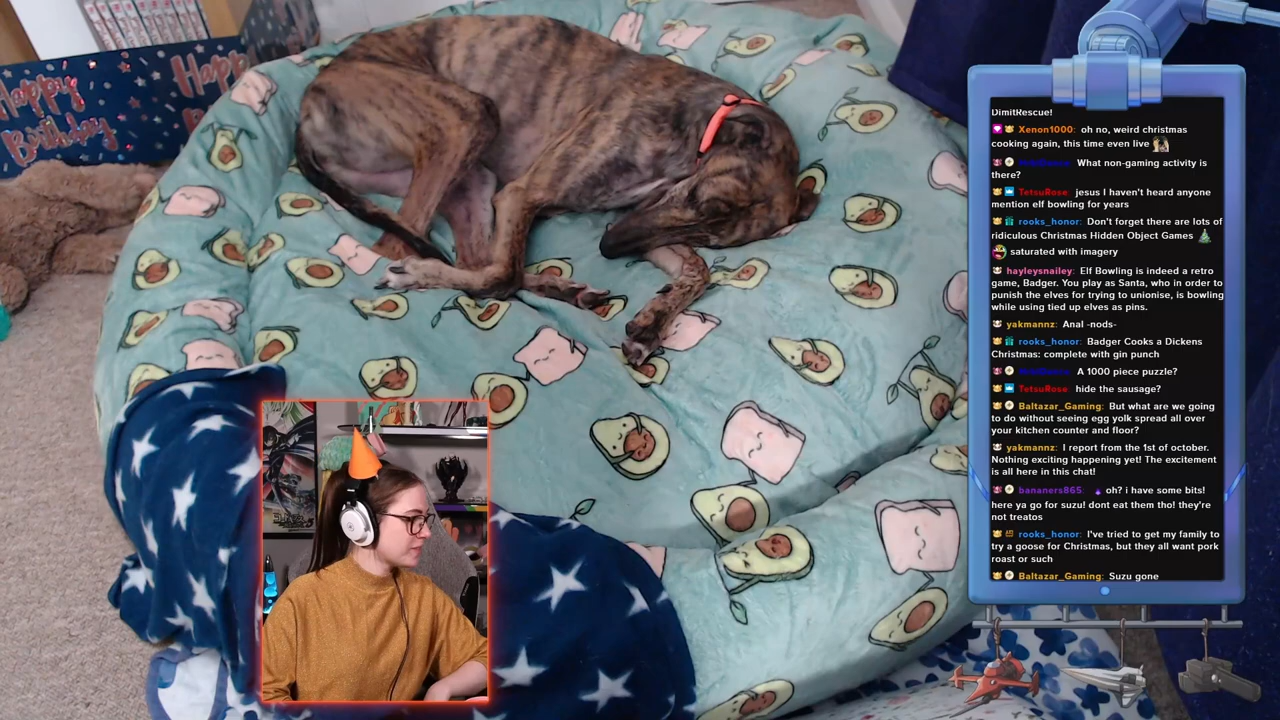 Happy
Birthday
Happy
DimitRescue!
Xenon1000: oh no, weird christmas
cooking again, this time even live
What non-gaming activity is
there?
TetsuRose: jesus I haven't heard anyone
mention elf bowling for years
rooks_honor: Don't forget there are lots of
ridiculous Christmas Hidden Object Games
saturated with imagery
hayleysnailey: Elf Bowling is indeed a retro
game, Badger. You play as Santa, who in order to
punish the elves for trying to unionise, is bowling
while using tied up elves as pins.
yakmannz: Anal -nods-
rooks_honor: Badger Cooks a Dickens
Christmas: complete with gin punch
A 1000 piece puzzle?
TetsuRose: hide the sausage?
Baltazar_Gaming: But what are we going
to do without seeing egg yolk spread all over
your kitchen counter and floor?
yakmannz: I report from the 1st of october.
Nothing exciting happening yet! The excitement
is all here in this chat!
bananers865: oh? i have some bits!
here ya go for suzu! dont eat them tho! they're
not treatos
rooks_honor: I've tried to get my family to
try a goose for Christmas, but they all want pork
roast or such
Baltazar_Gaming: Suzu gone